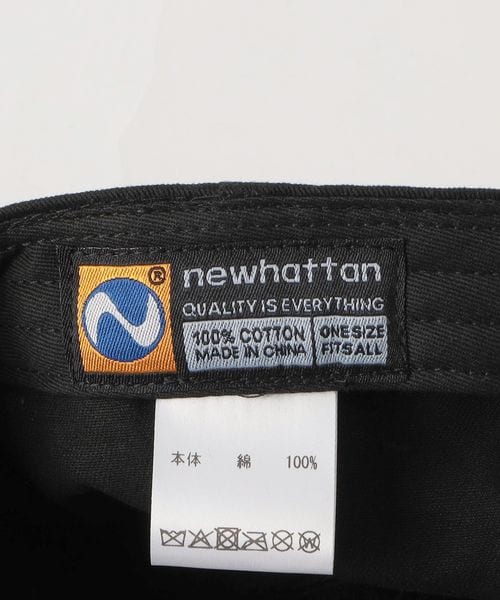 ® newhattan
QUALITY IS EVERYTHING
100% COTTON
MADE IN CHINA
ONE SIZE
FITS ALL
本体 綿 100%